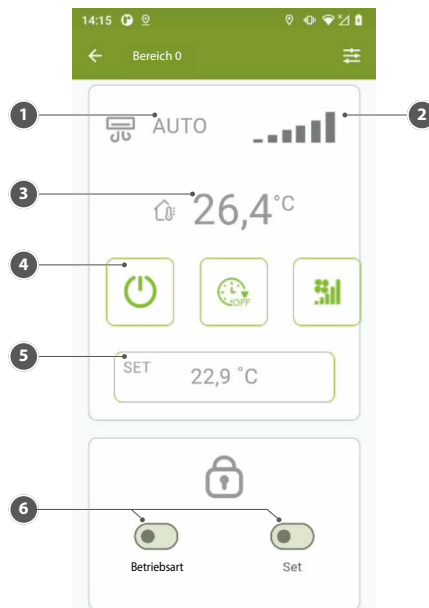 14:15
Bereich 0
1
AUTO
2
3
26,4°C
4
OFF
5
SET
22,9 °C
6
Betriebsart
Set